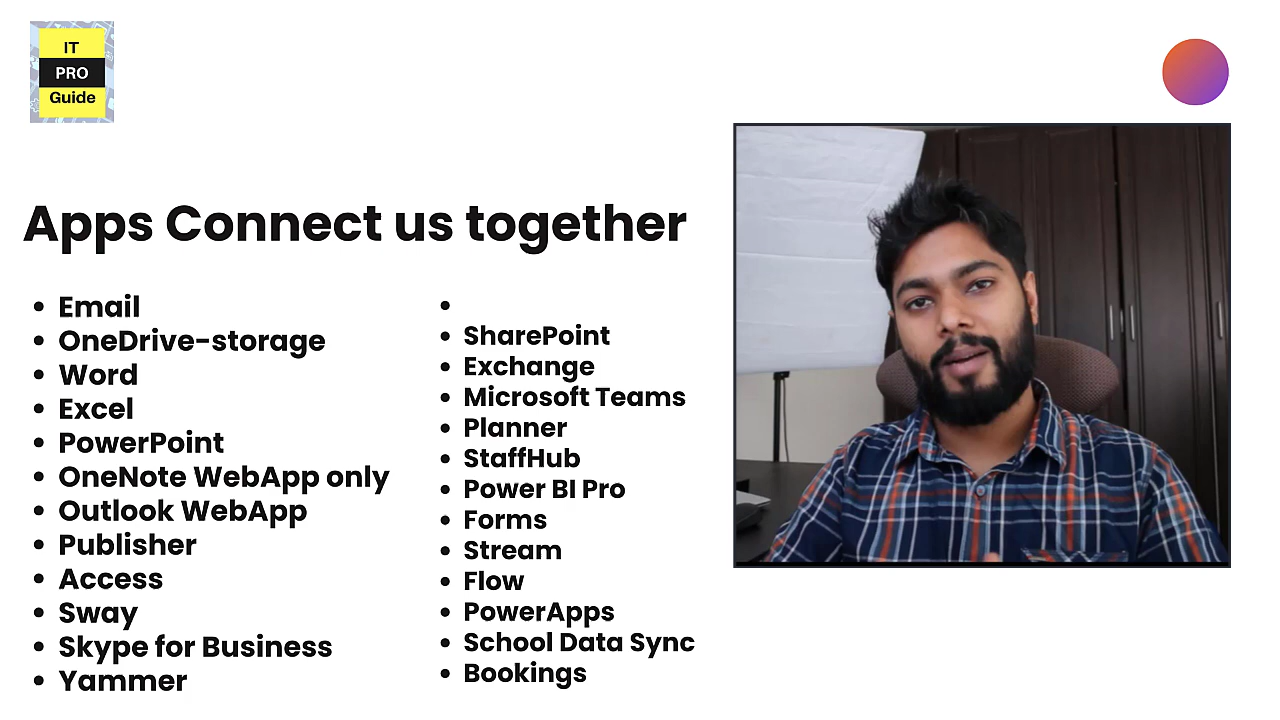 IT
PRO
Guide
Apps Connect us together
• Email
• OneDrive-storage
• Word
• Excel
• PowerPoint
• OneNote WebApp only
• Outlook WebApp
• Publisher
• Access
• Sway
• Skype for Business
• Yammer
•
• SharePoint
• Exchange
• Microsoft Teams
• Planner
• StaffHub
• Power BI Pro
• Forms
• Stream
• Flow
• PowerApps
• School Data Sync
• Bookings